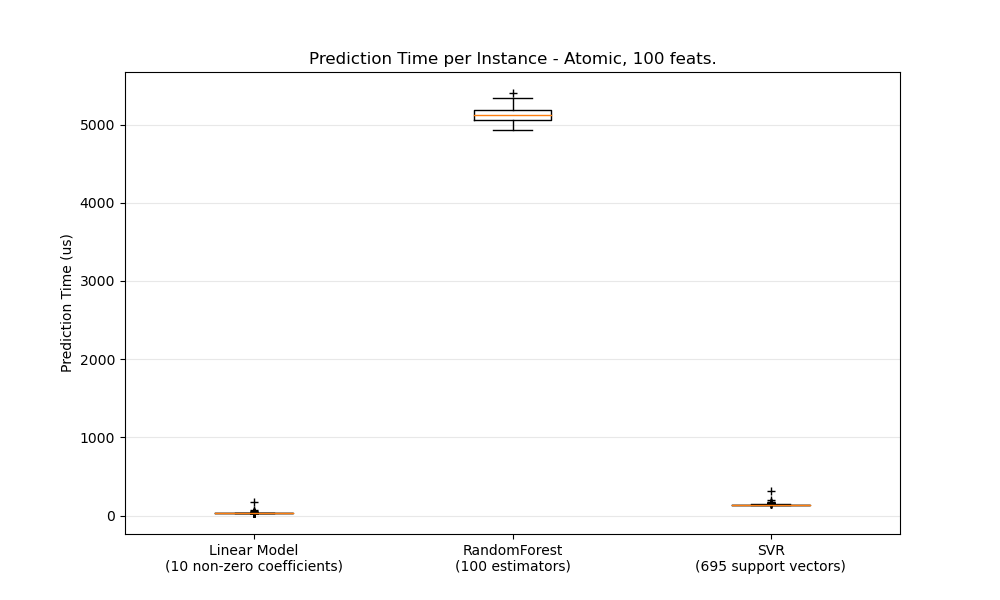 Prediction Time per Instance - Atomic, 100 feats.
Prediction Time (us)
5000
4000
3000
2000
1000
0
Linear Model
(10 non-zero coefficients)
RandomForest
(100 estimators)
SVR
(695 support vectors)